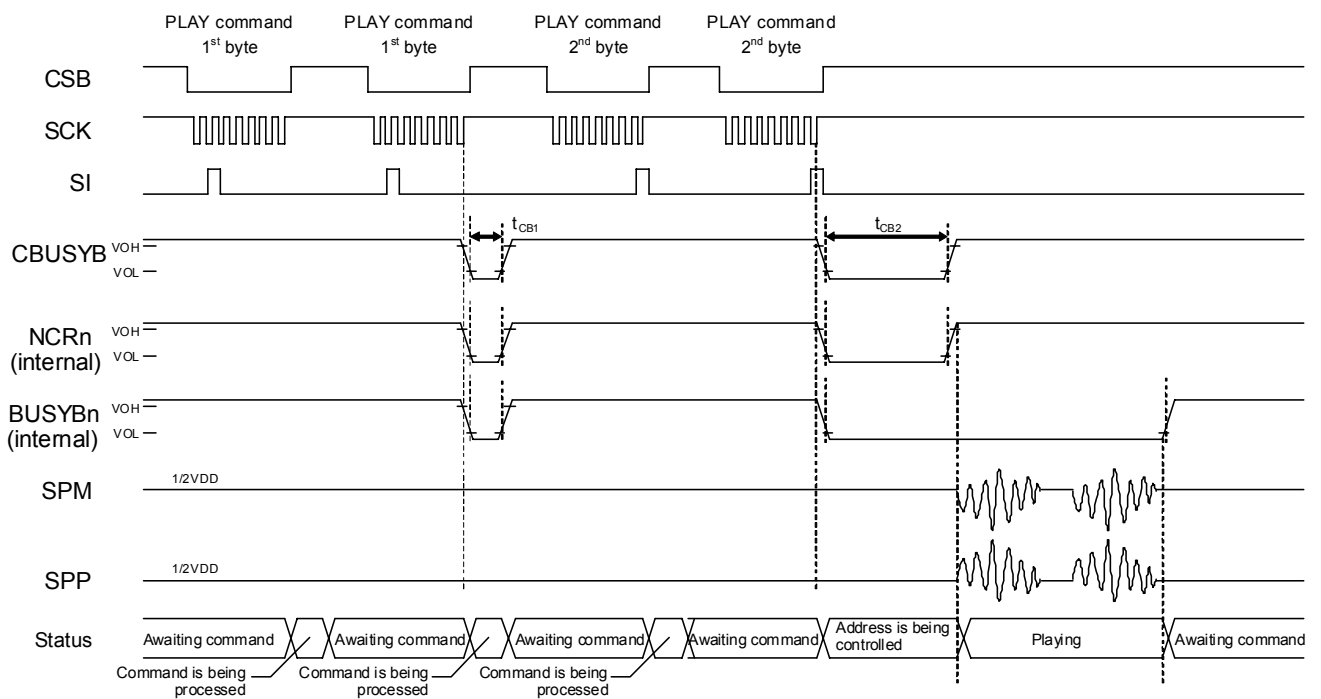 PLAY command
1st byte
PLAY command
1st byte
PLAY command
2nd byte
PLAY command
2nd byte
CSB
SCK
SI
CBUSYB
VOH
VOL
tCB1
tCB2
NCRn
(internal)
VOH
VOL
BUSYBn
(internal)
VOH
VOL
SPM
1/2VDD
SPP
1/2VDD
Status
Awaiting command
Awaiting command
Awaiting command
Awaiting command
Address is being
controlled
Playing
Awaiting command
Command is being
processed
Command is being
processed
Command is being
processed